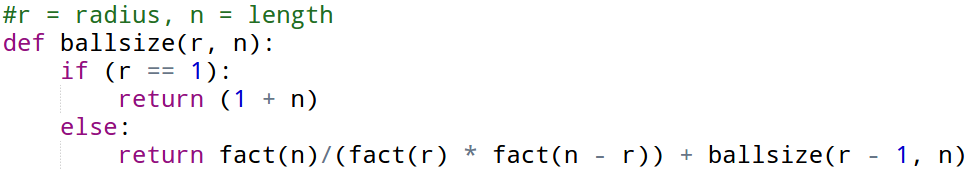 #r = radius, n = length
def ballsize(r, n):
    if (r == 1):
        return (1 + n)
    else:
        return fact(n)/(fact(r) * fact(n - r)) + ballsize(r - 1, n)